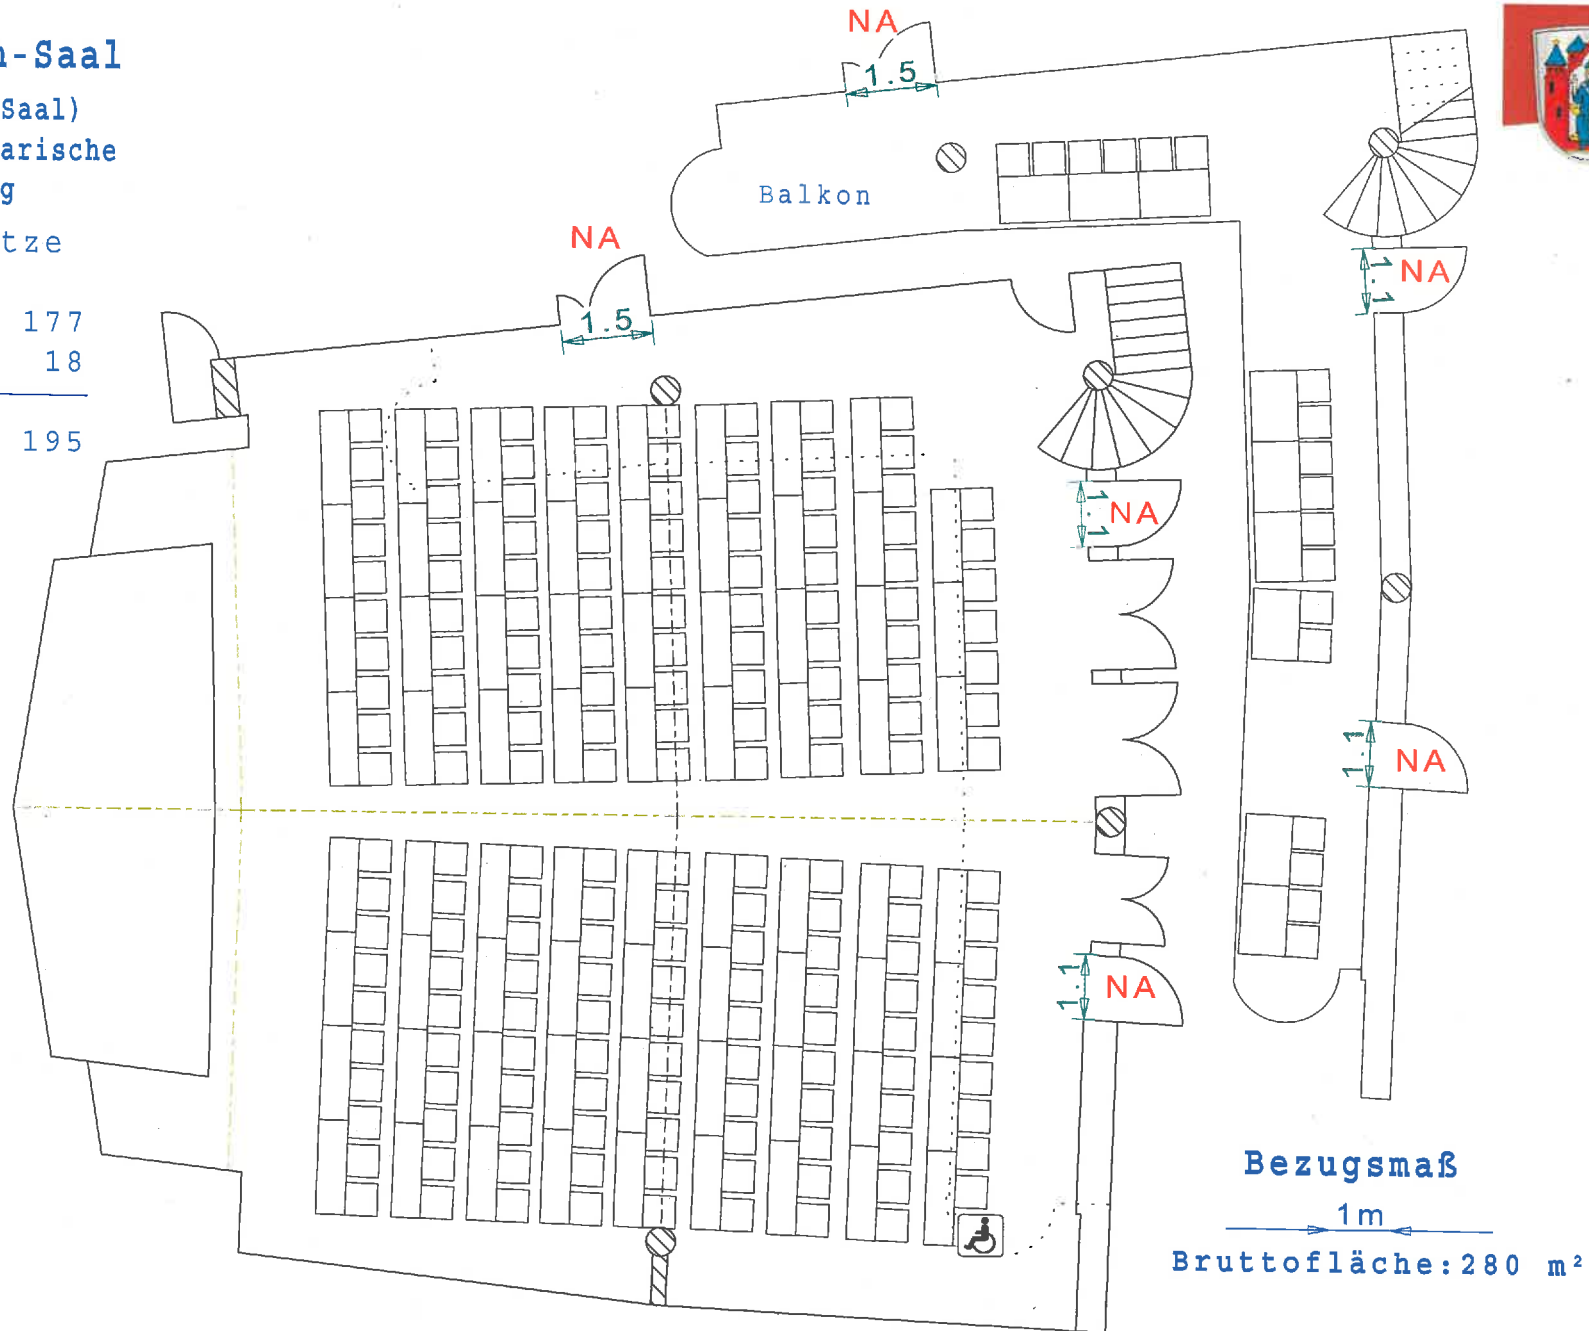 n-Saal
Saal)
arische
g
tze
177
18
195
NA
1.5
Balkon
NA
1.5
1.1
NA
1.1
NA
1.1
NA
1.1
NA
Bezugsmaß
1m
Bruttofläche:280 m²